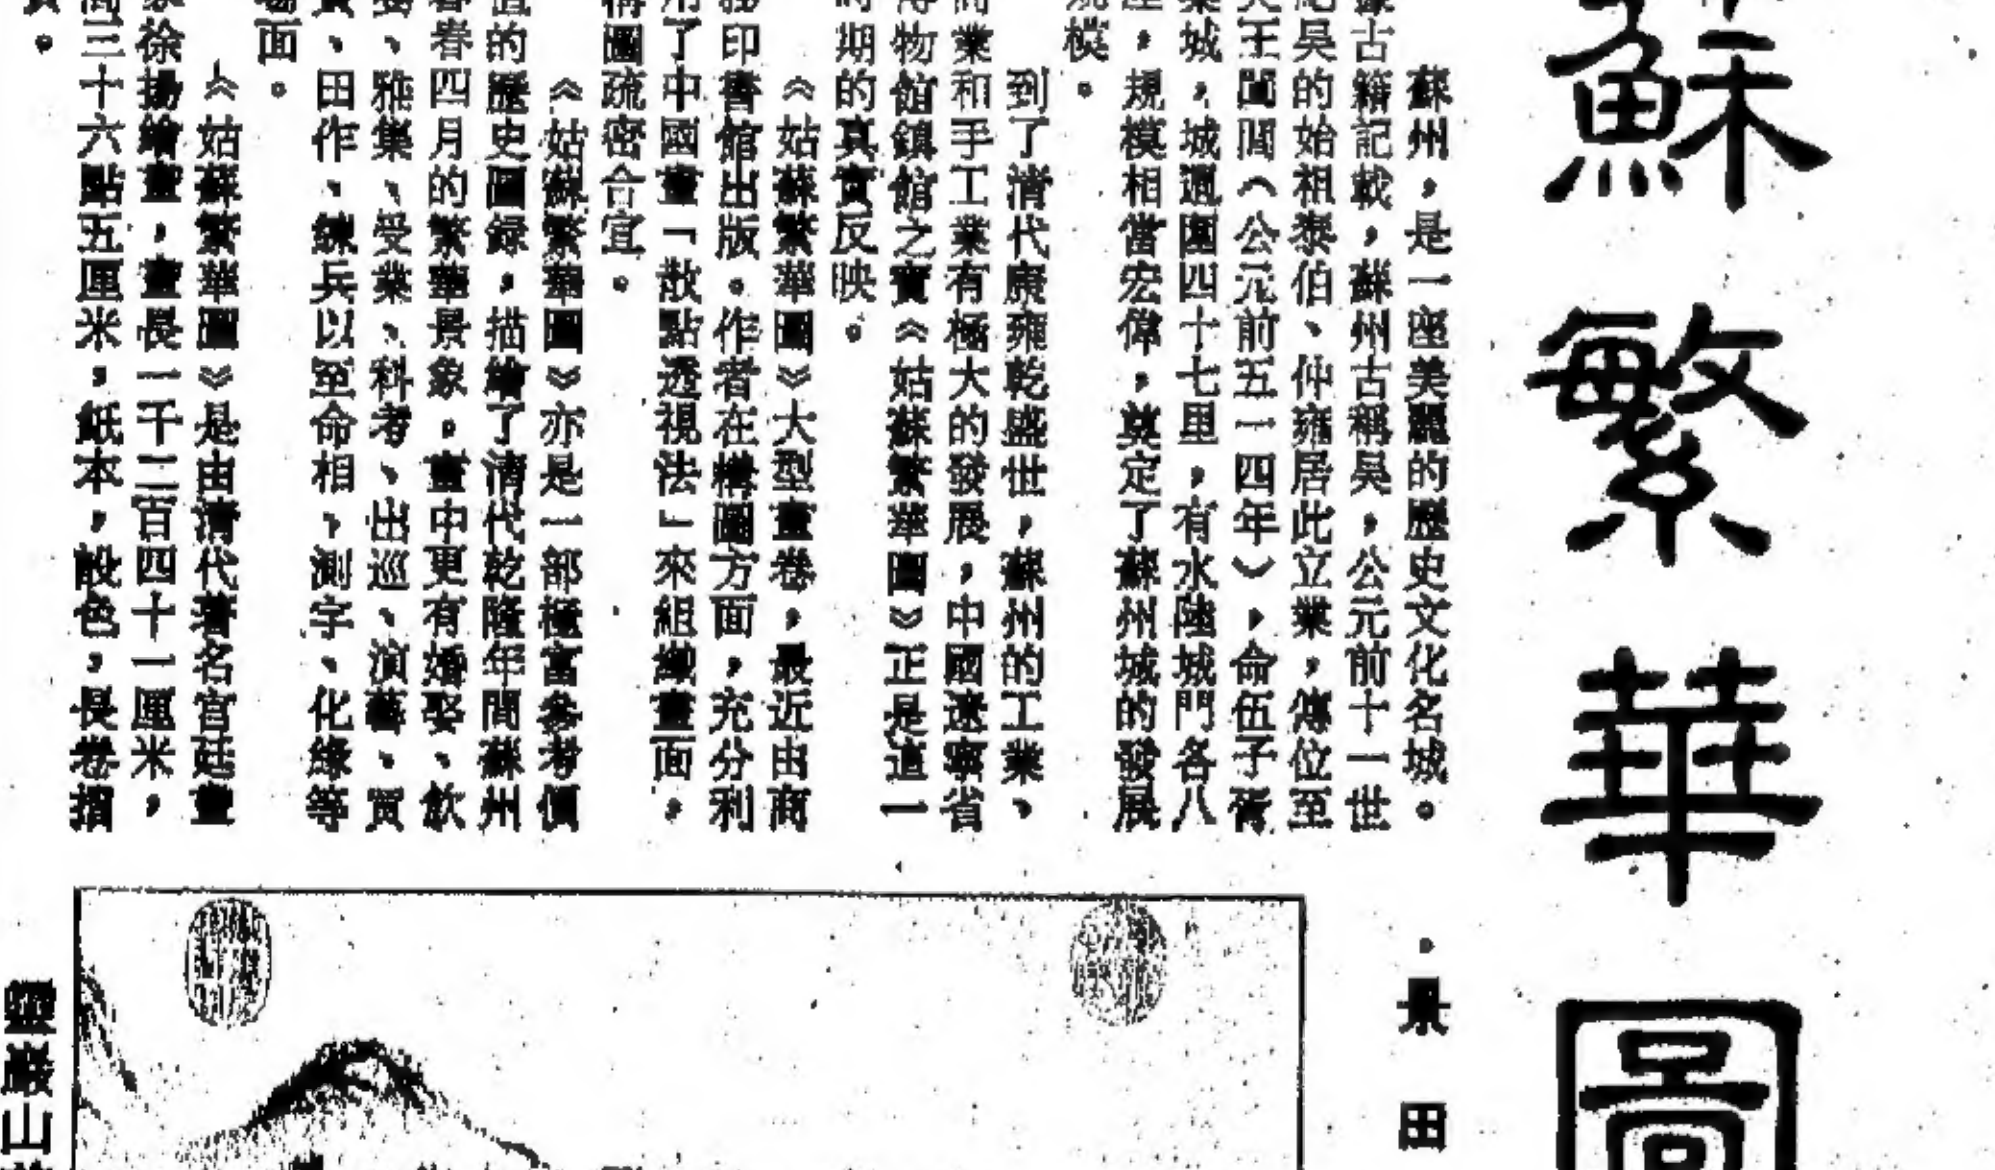 蘇繁華圖
·景田
蘇州,是一座美麗的歷史文化名城。
據古籍記載,蘇州古稱吳,公元前十一世
紀吳的始祖泰伯、仲雍居此立業,傳位至
吳王闔閭(公元前五一四年),命伍子胥
築城,城週圍四十七里,有水陸城門各八
座,規模相當宏偉,奠定了蘇州城的發展
規模。
到了清代康雍乾盛世,蘇州的工業、
商業和手工業有極大的發展,中國遼寧省
博物館鎮館之寶《姑蘇繁華圖》正是這一
時期的真實反映。
《姑蘇繁華圖》大型畫卷,最近由商
務印書館出版。作者在構圖方面,充分利
用了中國畫「散點透視法」來組織畫面,
構圖疏密合宜。
《姑蘇繁華圖》亦是一部極富參考價
值的歷史圖錄,描繪了清代乾隆年間蘇州
春四月的繁華景象。畫中更有婚娶、飲
宴、雅集、受業、科考、出巡、演藝、買
賣、田作、練兵以至命相、測字、化緣等
場面。
《姑蘇繁華圖》是由清代著名宮廷畫
家徐揚繪畫,畫長一千二百四十一厘米,
高三十六點五厘米,紙本,設色,長卷摺
頁。
巖山